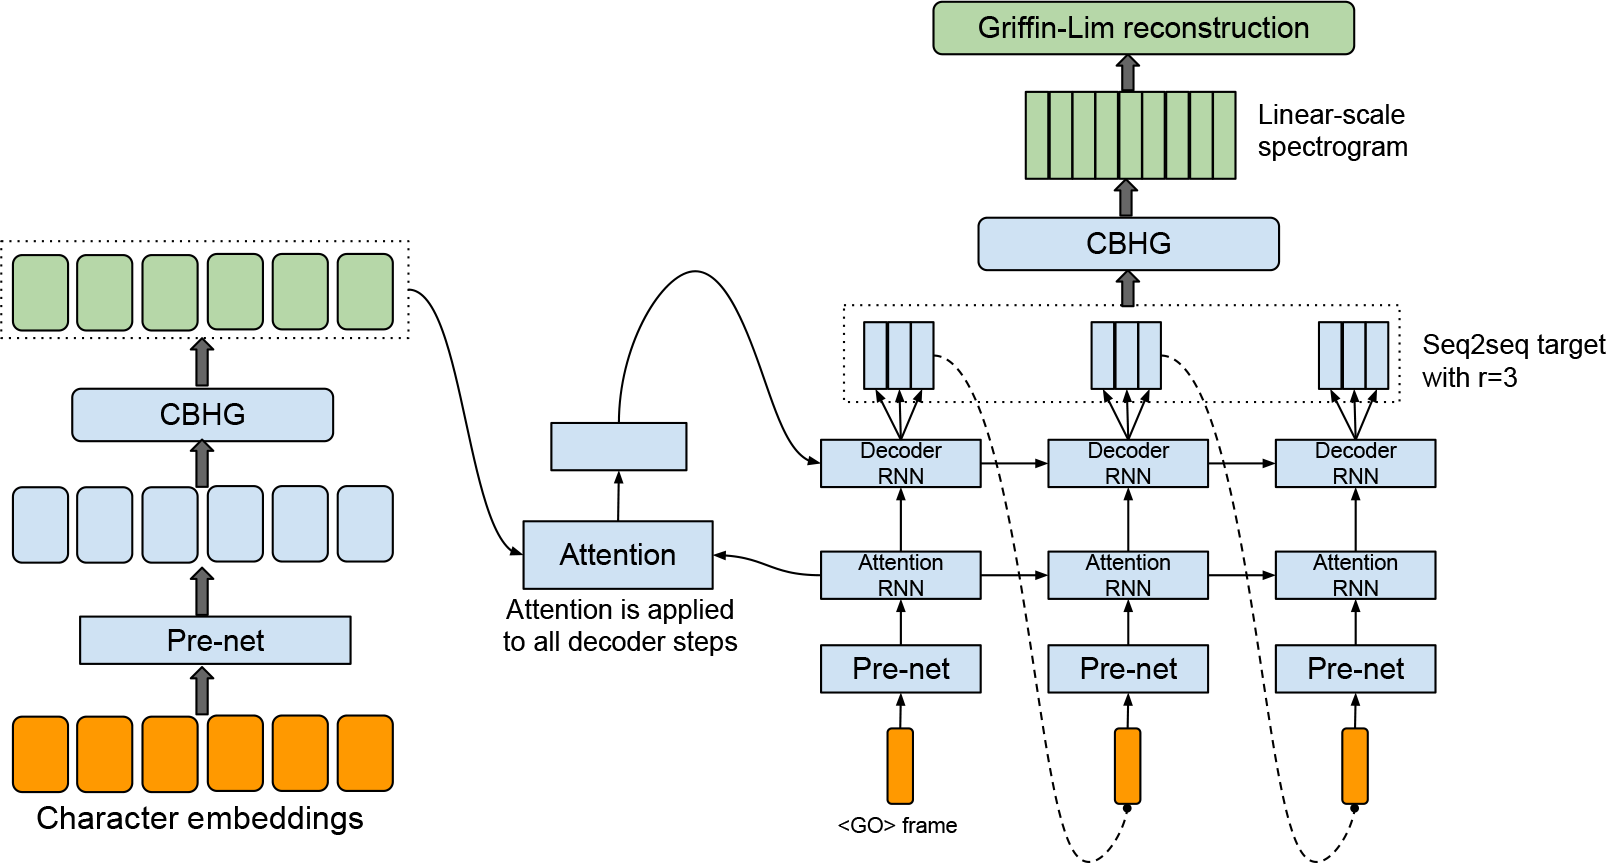 Griffin-Lim reconstruction
Linear-scale
spectrogram
CBHG
Seq2seq target
with r=3
CBHG
Pre-net
Character embeddings
Attention
Attention is applied
to all decoder steps
Decoder
RNN
Decoder
RNN
Decoder
RNN
Attention
RNN
Attention
RNN
Attention
RNN
Pre-net
Pre-net
Pre-net
<GO> frame